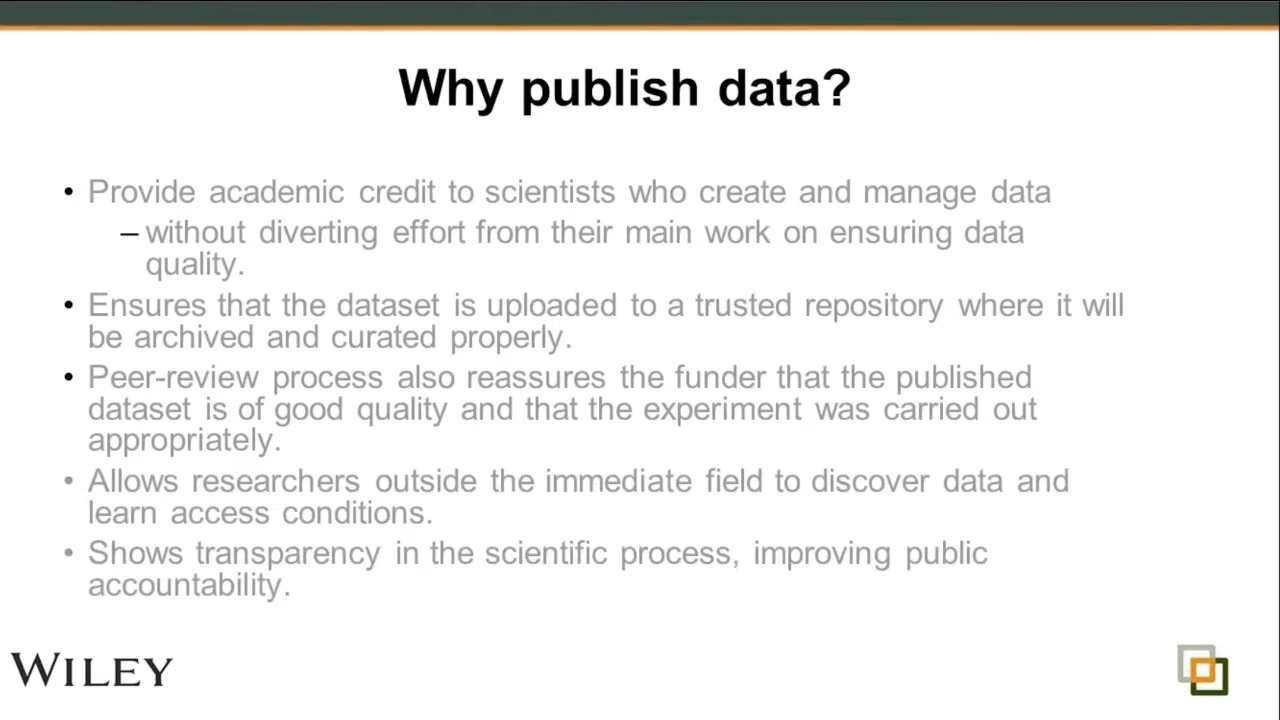 Why publish data?
• Provide academic credit to scientists who create and manage data
– without diverting effort from their main work on ensuring data
quality.
• Ensures that the dataset is uploaded to a trusted repository where it will
be archived and curated properly.
• Peer-review process also reassures the funder that the published
dataset is of good quality and that the experiment was carried out
appropriately.
• Allows researchers outside the immediate field to discover data and
learn access conditions.
• Shows transparency in the scientific process, improving public
accountability.
WILEY